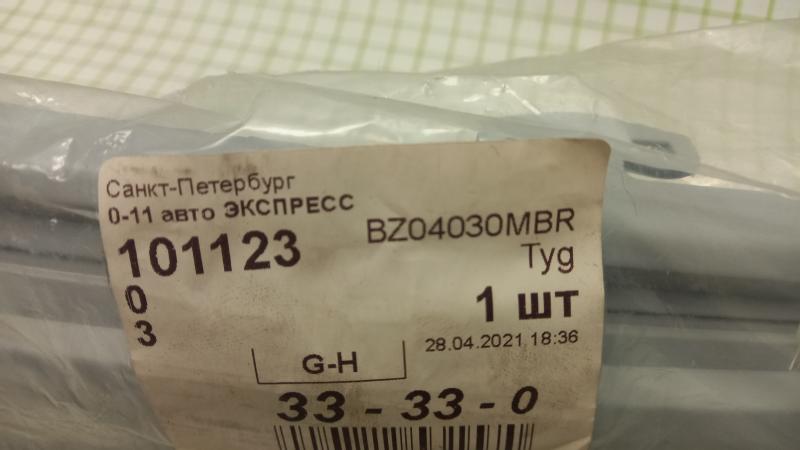 Санкт-Петербург
0-11 авто ЭКСПРЕСС
101123
BZ04030MBR
0
Tyg
3
1 шт
28.04.2021 18:36
G-H
33-33-0